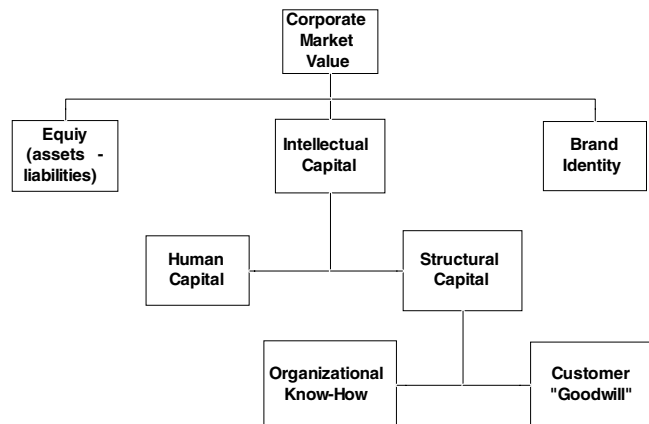 Corporate
Market
Value
Equiy
(assets -
liabilities)
Intellectual
Capital
Brand
Identity
Human
Capital
Structural
Capital
Organizational
Know-How
Customer
"Goodwill"